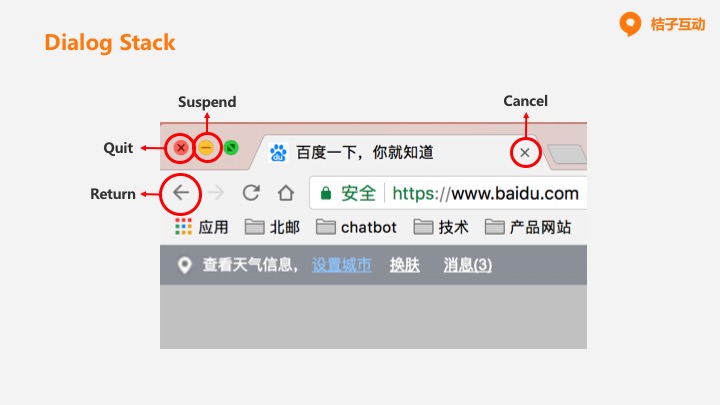 桔子互动
Dialog Stack
Suspend
Cancel
Quit
百度一下，你就知道
Return
安全 https://www.baidu.com
应用 北邮 chatbot 技术 产品网站
查看天气信息， 设置城市 换肤 消息(3)